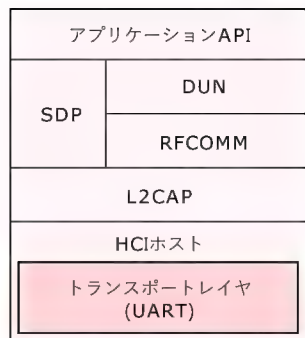 アプリケーションAPI
SDP
DUN
RFCOMM
L2CAP
HCIホスト
トランスポートレイヤ
(UART)